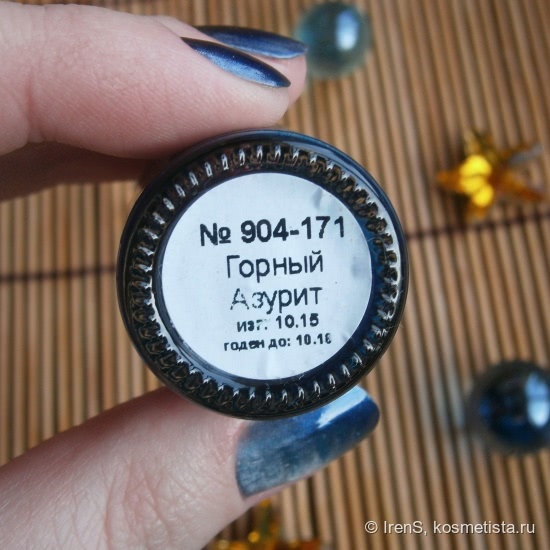 № 904-171
Горный
Азурит
изг: 10.15
годен до: 10.18
© IrenS, kosmetista.ru